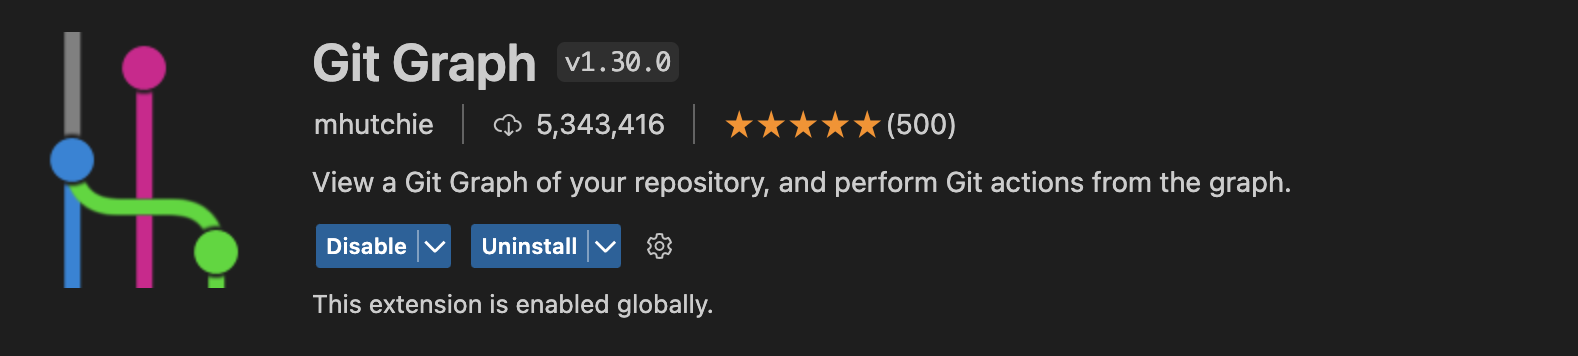 Git Graph v1.30.0
mhutchie 5,343,416 (500)
View a Git Graph of your repository, and perform Git actions from the graph.
Disable Uninstall
This extension is enabled globally.